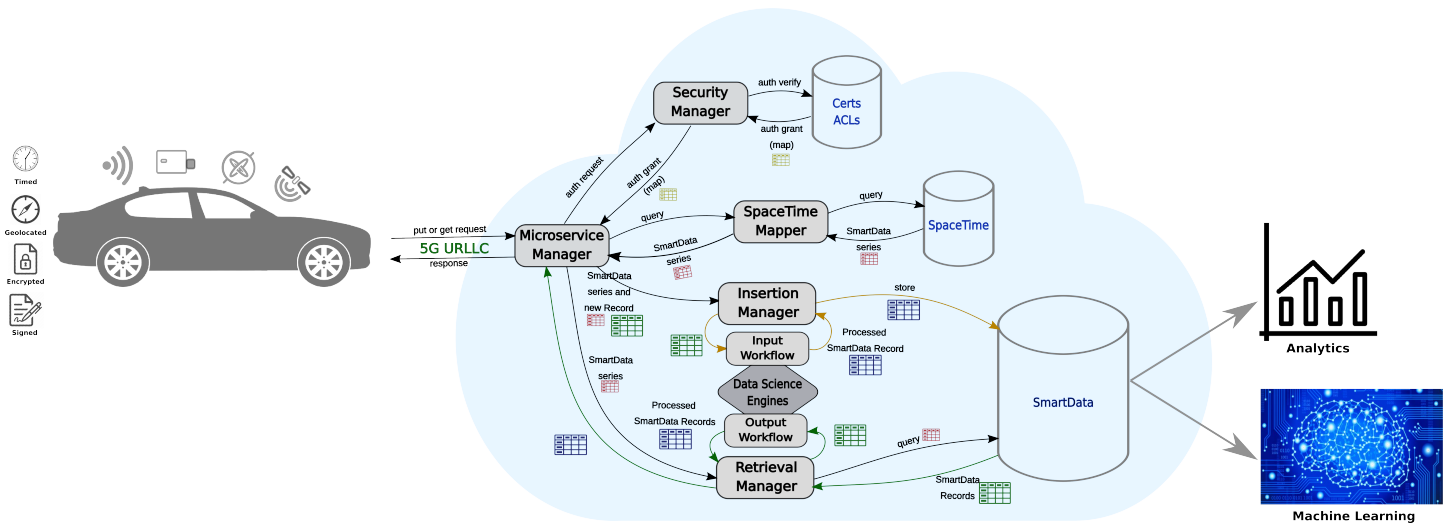 Timed
Geolocated
Encrypted
Signed
put or get request
5G URLLC
response
Microservice
Manager
auth request
auth grant
(map)
Security
Manager
auth verify
auth grant
(map)
Certs
ACLs
query
SmartData
series
SpaceTime
Mapper
query
SmartData
series
SpaceTime
SmartData
series and
new Record
Insertion
Manager
store
Input
Workflow
Processed
SmartData Record
SmartData
series
Data Science
Engines
Processed
SmartData Records
Output
Workflow
Retrieval
Manager
query
SmartData
Records
SmartData
Analytics
1001
Machine Learning